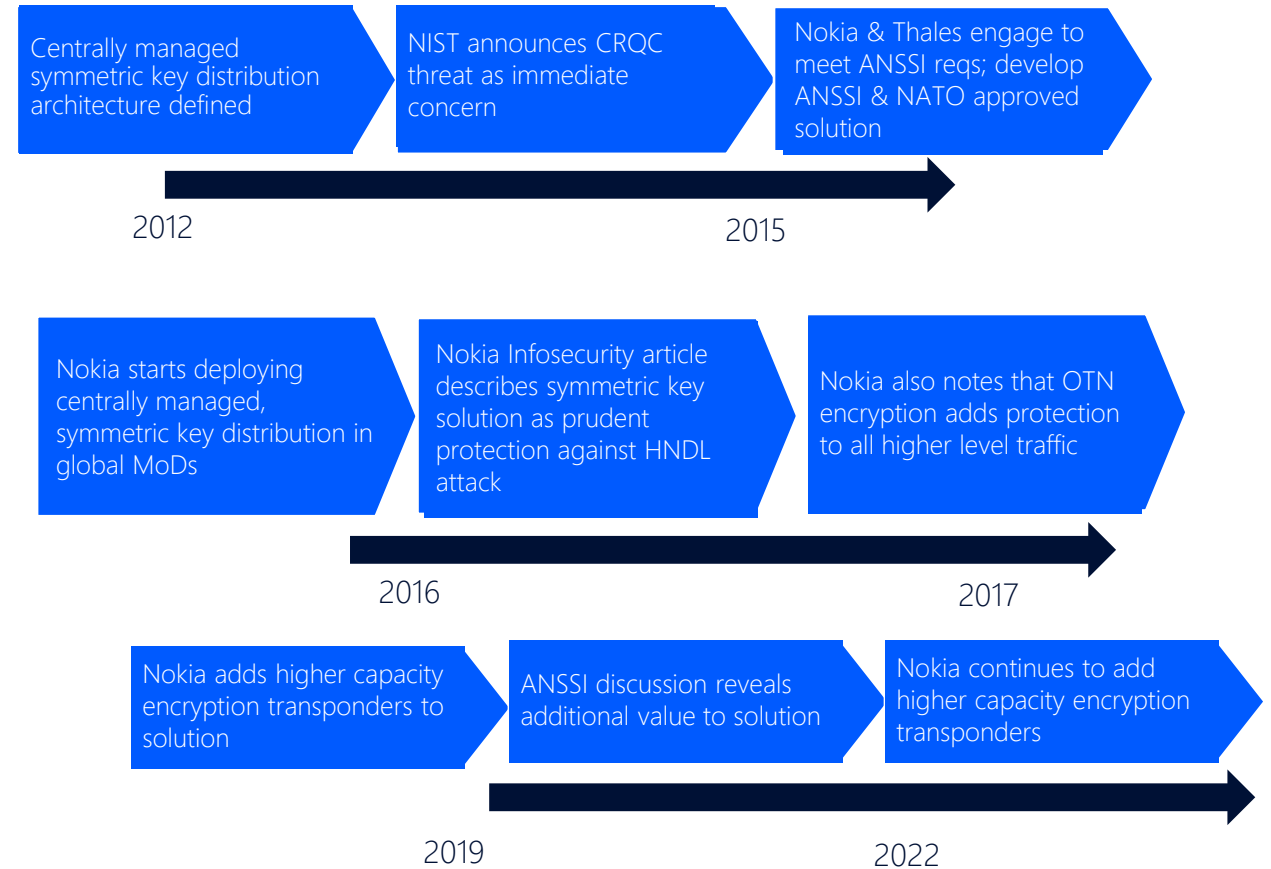 Centrally managed
symmetric key distribution
architecture defined
NIST announces CRQC
threat as immediate
concern
Nokia & Thales engage to
meet ANSSI reqs; develop
ANSSI & NATO approved
solution
2012
2015
Nokia starts deploying
centrally managed,
symmetric key distribution in
global MoDs
Nokia Infosecurity article
describes symmetric key
solution as prudent
protection against HNDL
attack
Nokia also notes that OTN
encryption adds protection
to all higher level traffic
2016
2017
Nokia adds higher capacity
encryption transponders to
solution
ANSSI discussion reveals
additional value to solution
Nokia continues to add
higher capacity encryption
transponders
2019
2022